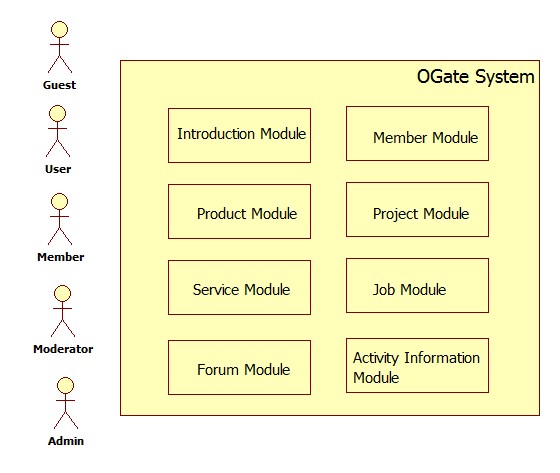 OGate System
Guest
User
Member
Moderator
Admin
Introduction Module
Member Module
Product Module
Project Module
Service Module
Job Module
Forum Module
Activity Information
Module